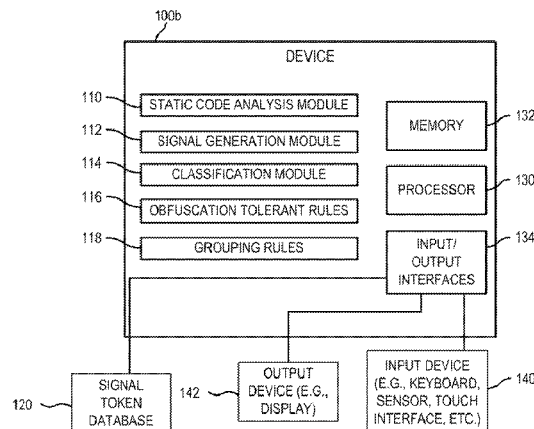 100b
DEVICE
110
STATIC CODE ANALYSIS MODULE
112
SIGNAL GENERATION MODULE
114
CLASSIFICATION MODULE
116
OBFUSCATION TOLERANT RULES
118
GROUPING RULES
MEMORY
132
PROCESSOR
130
INPUT/
OUTPUT
INTERFACES
134
120
SIGNAL
TOKEN
DATABASE
142
OUTPUT
DEVICE (E.G.,
DISPLAY)
INPUT DEVICE
(E.G., KEYBOARD,
SENSOR, TOUCH
INTERFACE, ETC.)
140